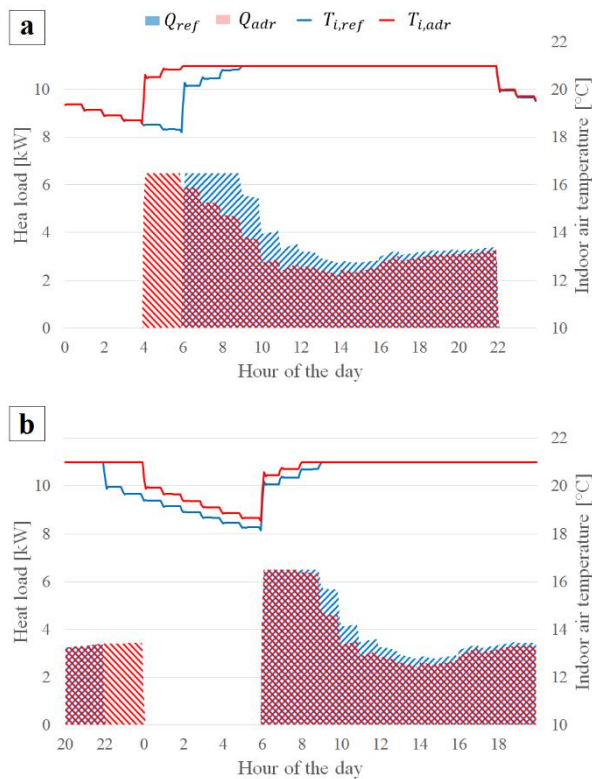 a
Q_ref Q_adr T_i,ref T_i,adr
22
10 20
8 18
6 16
4 14
2 12
0 10
Hea load [kW]
Indoor air temperature [°C]
0 2 4 6 8 10 12 14 16 18 20 22
Hour of the day
b
22
10 20
8 18
6 16
4 14
2 12
0 10
Heat load [kW]
Indoor air temperature [°C]
20 22 0 2 4 6 8 10 12 14 16 18
Hour of the day